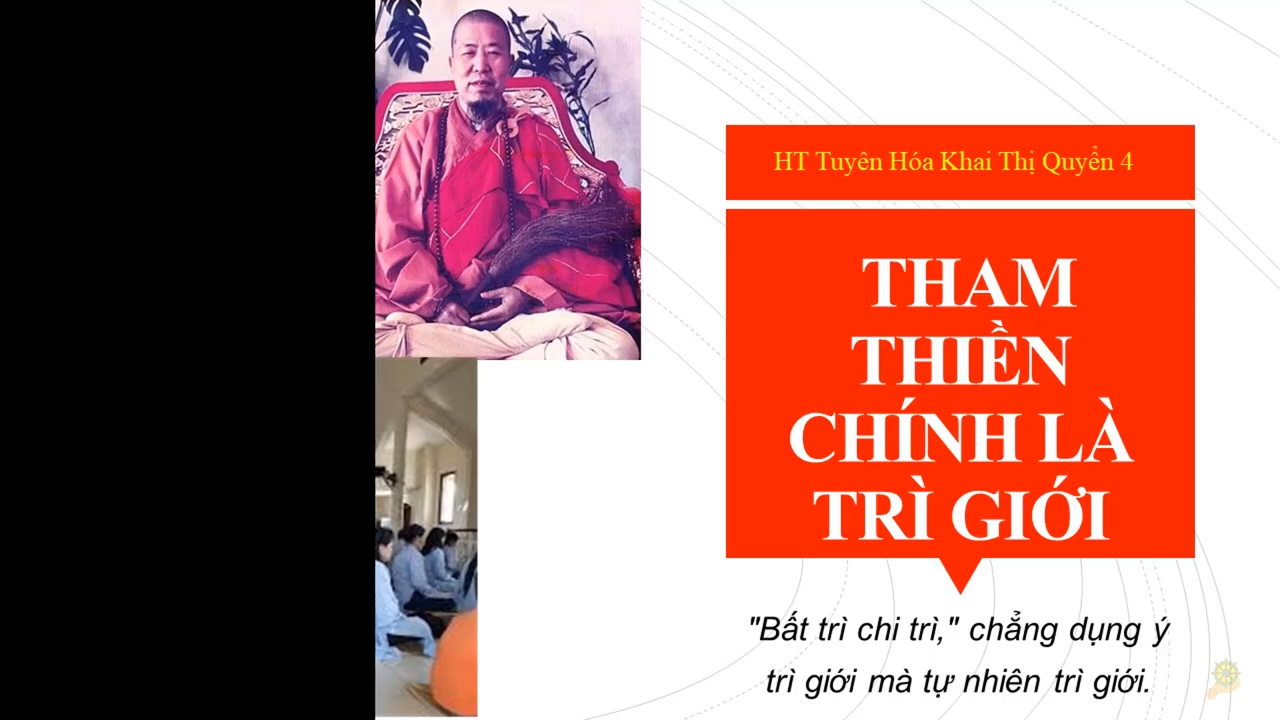 HT Tuyên Hóa Khai Thị Quyển 4
THAM
THIỀN
CHÍNH LÀ
TRÌ GIỚI
"Bất trì chi trì," chẳng dụng ý
trì giới mà tự nhiên trì giới.